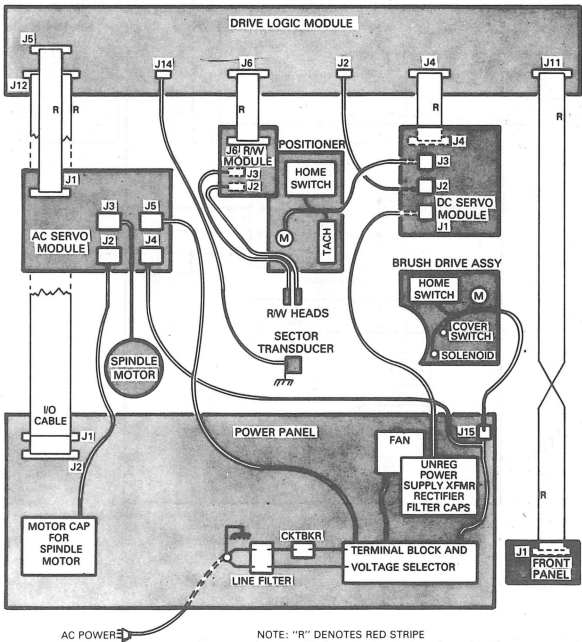 DRIVE LOGIC MODULE
J5
J12
J14
J6
J2
J4
J11
R
R
R
R
R
J6 R/W
MODULE
J3
J2
POSITIONER
HOME
SWITCH
M
TACH
J4
J3
J2
DC SERVO
MODULE
J1
J1
J3
J5
J2
J4
AC SERVO
MODULE
BRUSH DRIVE ASSY
HOME
SWITCH
M
COVER
SWITCH
SOLENOID
R/W HEADS
SECTOR
TRANSDUCER
SPINDLE
MOTOR
I/O
CABLE
J1
J2
POWER PANEL
J15
FAN
UNREG
POWER
SUPPLY XFMR
RECTIFIER
FILTER CAPS
R
MOTOR CAP
FOR
SPINDLE
MOTOR
CKTBKR
LINE FILTER
TERMINAL BLOCK AND
VOLTAGE SELECTOR
J1
FRONT
PANEL
AC POWER
NOTE: "R" DENOTES RED STRIPE